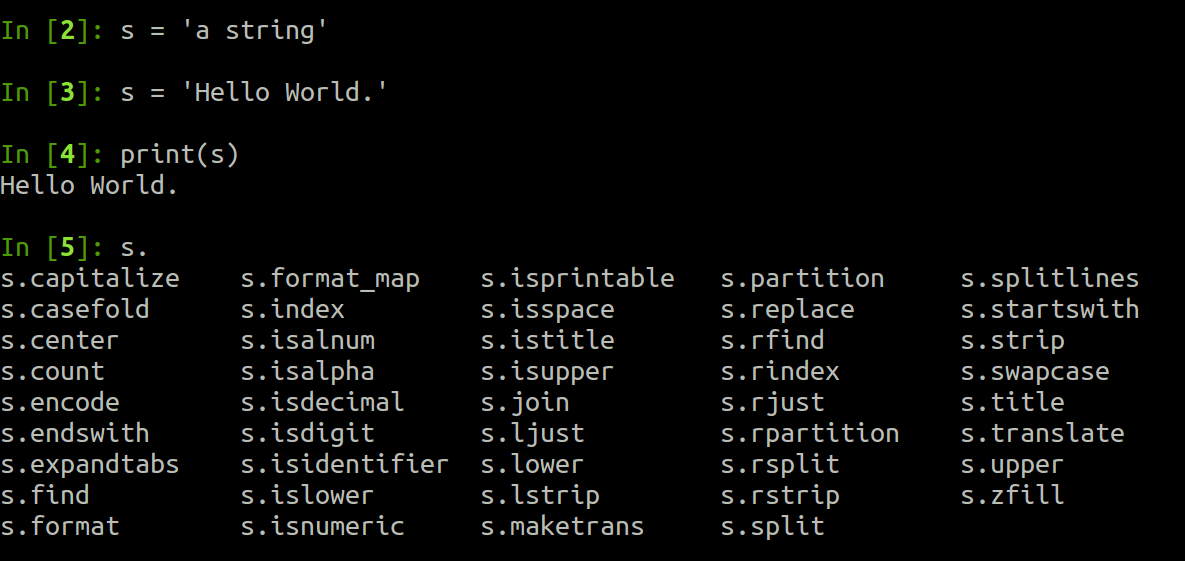 In [2]: s = 'a string'
In [3]: s = 'Hello World.'
In [4]: print(s)
Hello World.
In [5]: s.
s.capitalize    s.format_map    s.isprintable   s.partition     s.splitlines
s.casefold      s.index         s.isspace       s.replace       s.startswith
s.center        s.isalnum       s.istitle       s.rfind         s.strip
s.count         s.isalpha       s.isupper       s.rindex        s.swapcase
s.encode        s.isdecimal     s.join          s.rjust         s.title
s.endswith      s.isdigit       s.ljust         s.rpartition    s.translate
s.expandtabs    s.isidentifier  s.lower         s.rsplit        s.upper
s.find          s.islower       s.lstrip        s.rstrip        s.zfill
s.format        s.isnumeric     s.maketrans     s.split